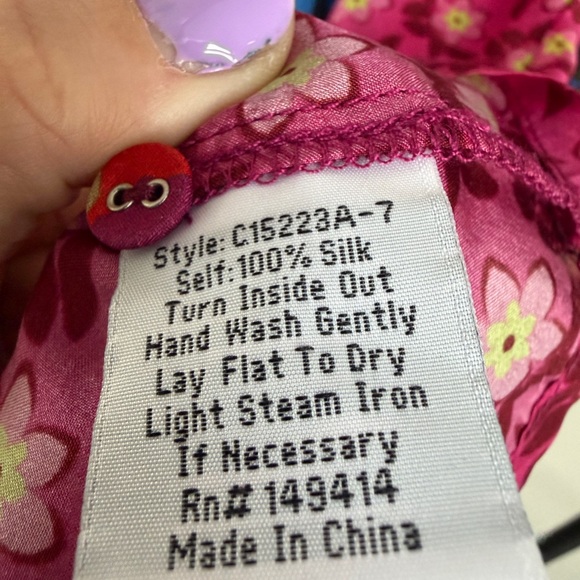 Style: C15223A-7
Self:100% Silk
Turn Inside Out
Hand Wash Gently
Lay Flat To Dry
Light Steam Iron
If Necessary
Rn# 149414
Made In China